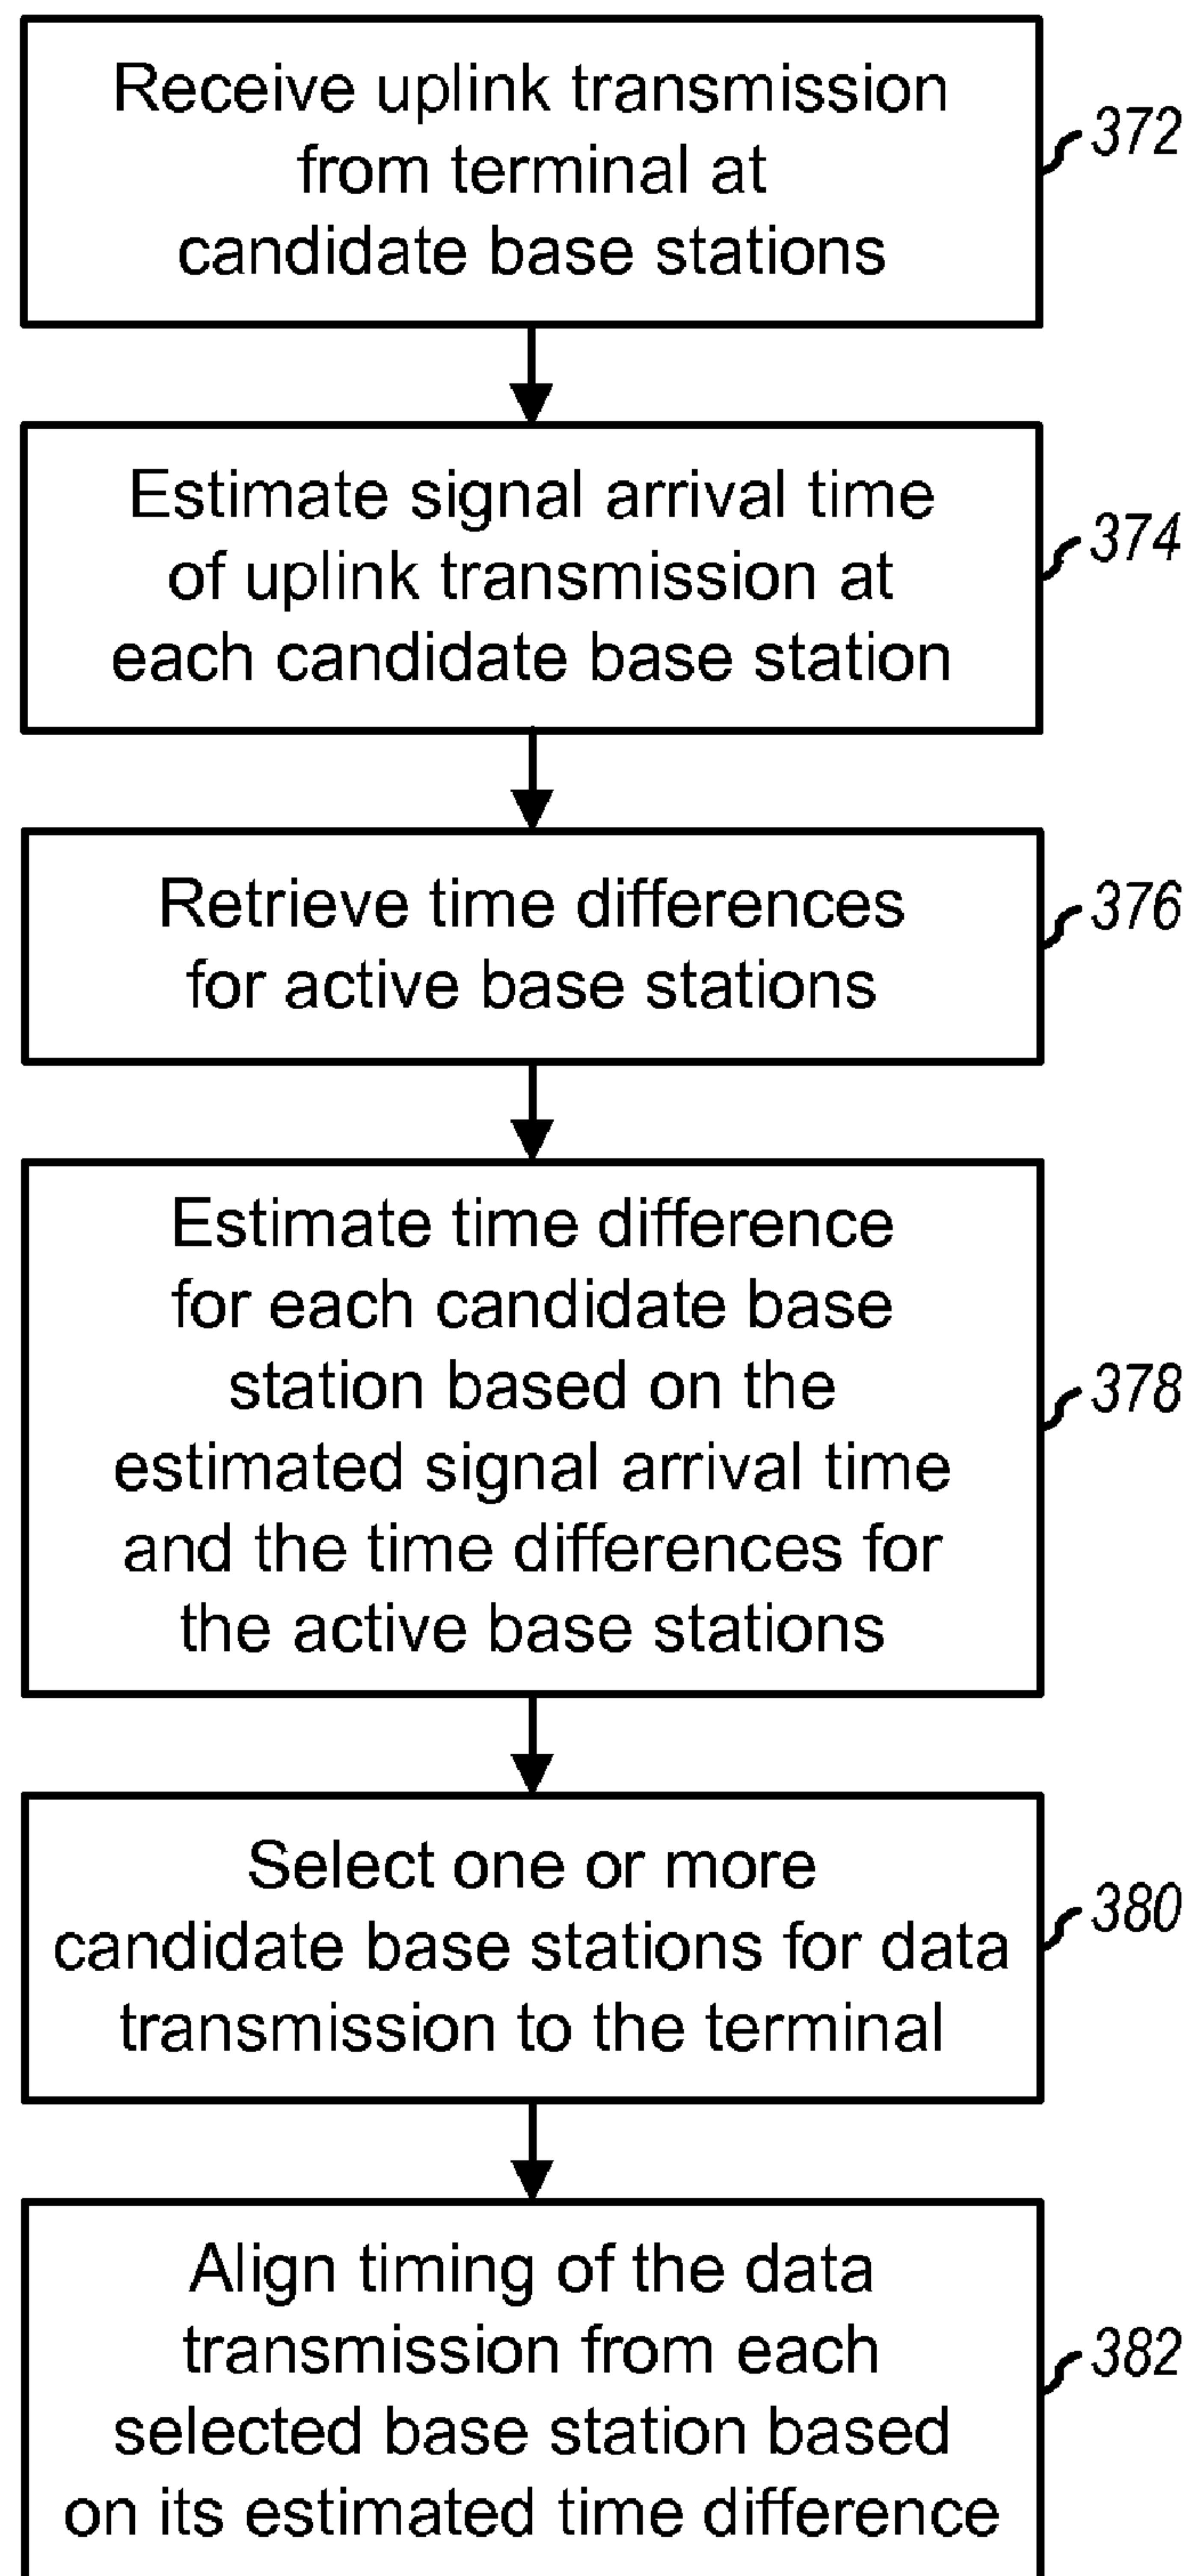 Receive uplink transmission
from terminal at
candidate base stations
372
Estimate signal arrival time
of uplink transmission at
each candidate base station
374
Retrieve time differences
for active base stations
376
Estimate time difference
for each candidate base
station based on the
estimated signal arrival time
and the time differences for
the active base stations
378
Select one or more
candidate base stations for data
transmission to the terminal
380
Align timing of the data
transmission from each
selected base station based
on its estimated time difference
382